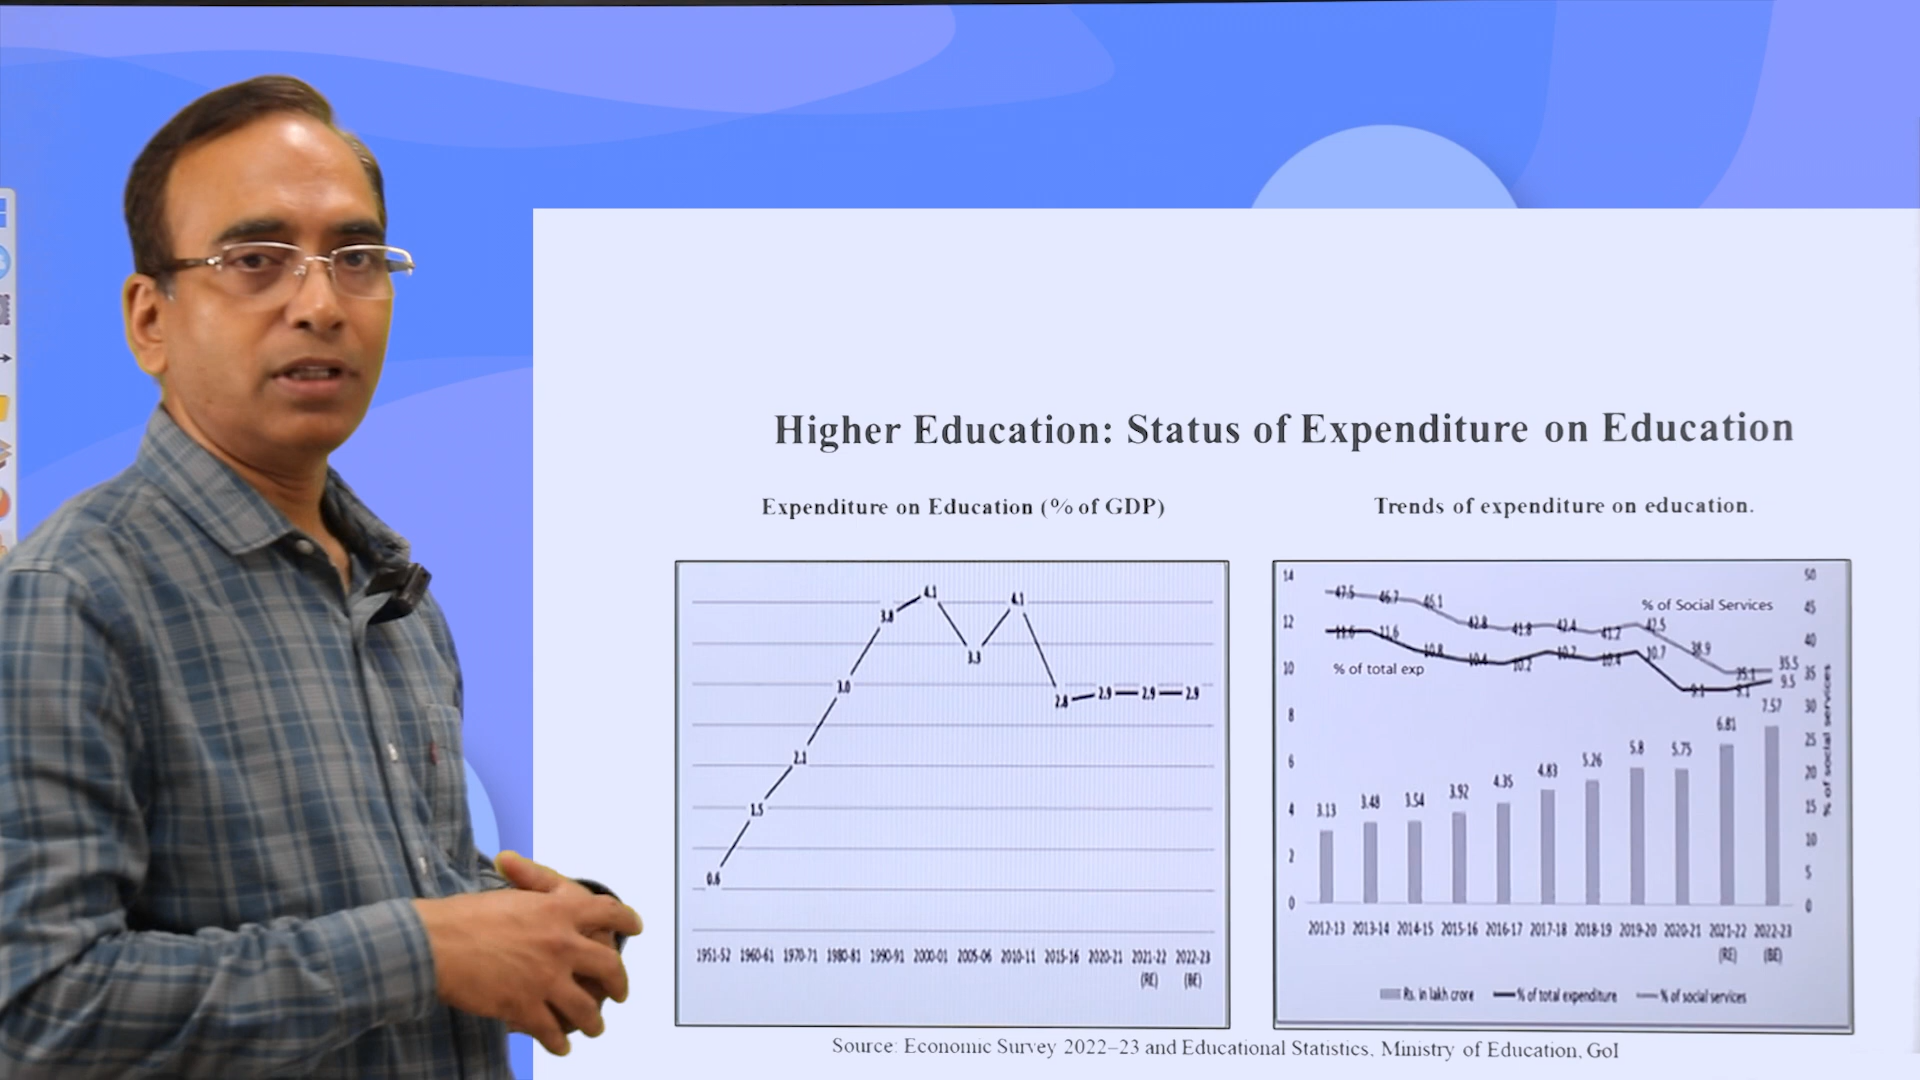 Higher Education: Status of Expenditure on Education
Expenditure on Education (% of GDP)
0.6
1.5
2.1
3.0
3.8
4.1
3.3
4.1
2.8
2.9
2.9
2.9
1951-52 1960-61 1970-71 1980-81 1990-91 2000-01 2005-06 2010-11 2015-16 2020-21 2021-22 2022-23
(RE) (BE)
Trends of expenditure on education.
14
12
10
8
6
4
2
0
50
45
40
35
30
25
20
15
10
5
0
% of social services
% of Social Services
47.5 46.7 46.1 42.8 41.8 42.4 41.7 42.5 38.9 35.1 35.5
% of total exp
11.6 11.6 10.8 10.4 10.2 10.7 10.4 10.7 9.1 9.1 9.5
3.13 3.48 3.54 3.92 4.35 4.83 5.26 5.8 5.75 6.81 7.57
2012-13 2013-14 2014-15 2015-16 2016-17 2017-18 2018-19 2019-20 2020-21 2021-22 2022-23
(RE) (BE)
Rs. in lakh crore % of total expenditure % of social services
Source: Economic Survey 2022–23 and Educational Statistics, Ministry of Education, GoI